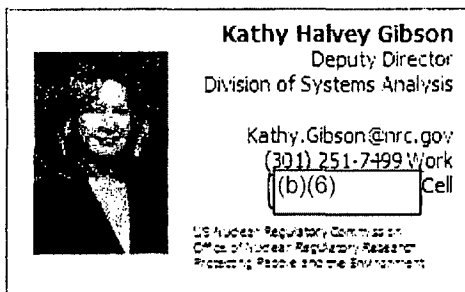 Kathy Halvey Gibson
Deputy Director
Division of Systems Analysis
Kathy.Gibson@nrc.gov
(301) 251-7499 Work
(b)(6) Cell
US Nuclear Regulatory Commission
Office of Nuclear Regulatory Research
Protecting People and the Environment